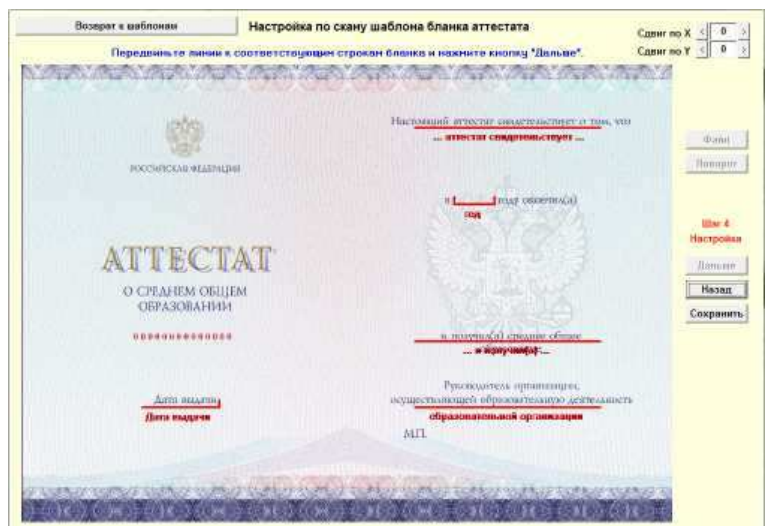 Возврат к шаблонам
Настройка по скану шаблона бланка аттестата
Передвиньте линии к соответствующим строкам бланка и нажмите кнопку "Дальше".
Сдвиг по X < 0 >
Сдвиг по Y < 0 >
Настоящий аттестат свидетельствует о том, что
... аттестат свидетельствует ...
РОССИЙСКАЯ ФЕДЕРАЦИЯ
в году окончил(а)
год
АТТЕСТАТ
О СРЕДНЕМ ОБЩЕМ
ОБРАЗОВАНИИ
и получил(а) среднее общее
Дата выдачи
Дата выдачи
Руководитель организации,
осуществляющей образовательную деятельность
образовательной организации
М.П.
Файл
Поворот
Шаг 4
Настройка
Дальше
Назад
Сохранить